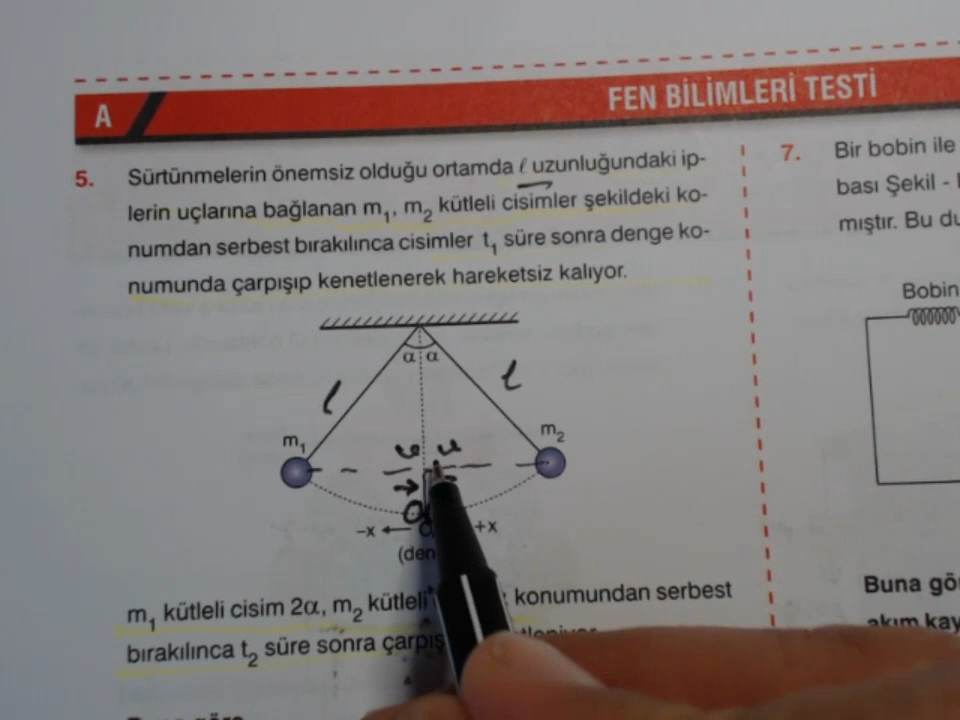 A
FEN BİLİMLERİ TESTİ
5. Sürtünmelerin önemsiz olduğu ortamda ℓ uzunluğundaki ip-
lerin uçlarına bağlanan m₁, m₂ kütleli cisimler şekildeki ko-
numdan serbest bırakılınca cisimler t₁ süre sonra denge ko-
numunda çarpışıp kenetlenerek hareketsiz kalıyor.
α α
ℓ ℓ
m₁ m₂
-x +x
(den
m₁ kütleli cisim 2α, m₂ kütleli konumundan serbest
bırakılınca t₂ süre sonra çarpış
7. Bir bobin ile
bası Şekil -
mıştır. Bu du
Bobin
Buna gö
akım kay